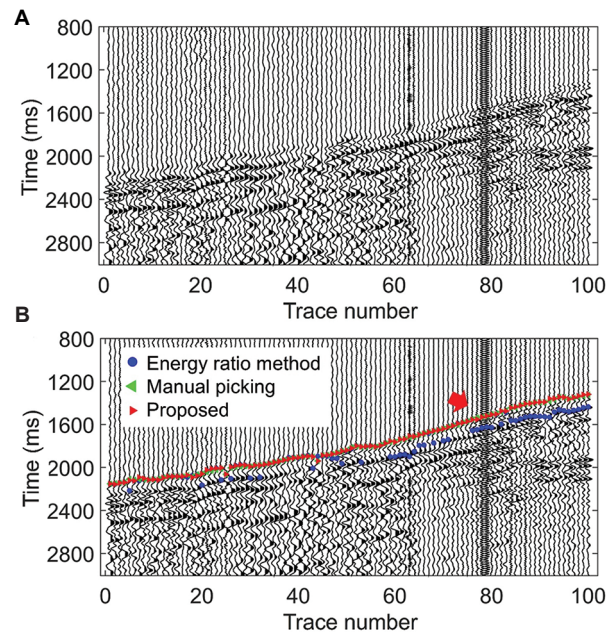 A
800
1200
1600
2000
2400
2800
Time (ms)
0 20 40 60 80 100
Trace number
B
800
1200
1600
2000
2400
2800
Time (ms)
Energy ratio method
Manual picking
Proposed
0 20 40 60 80 100
Trace number